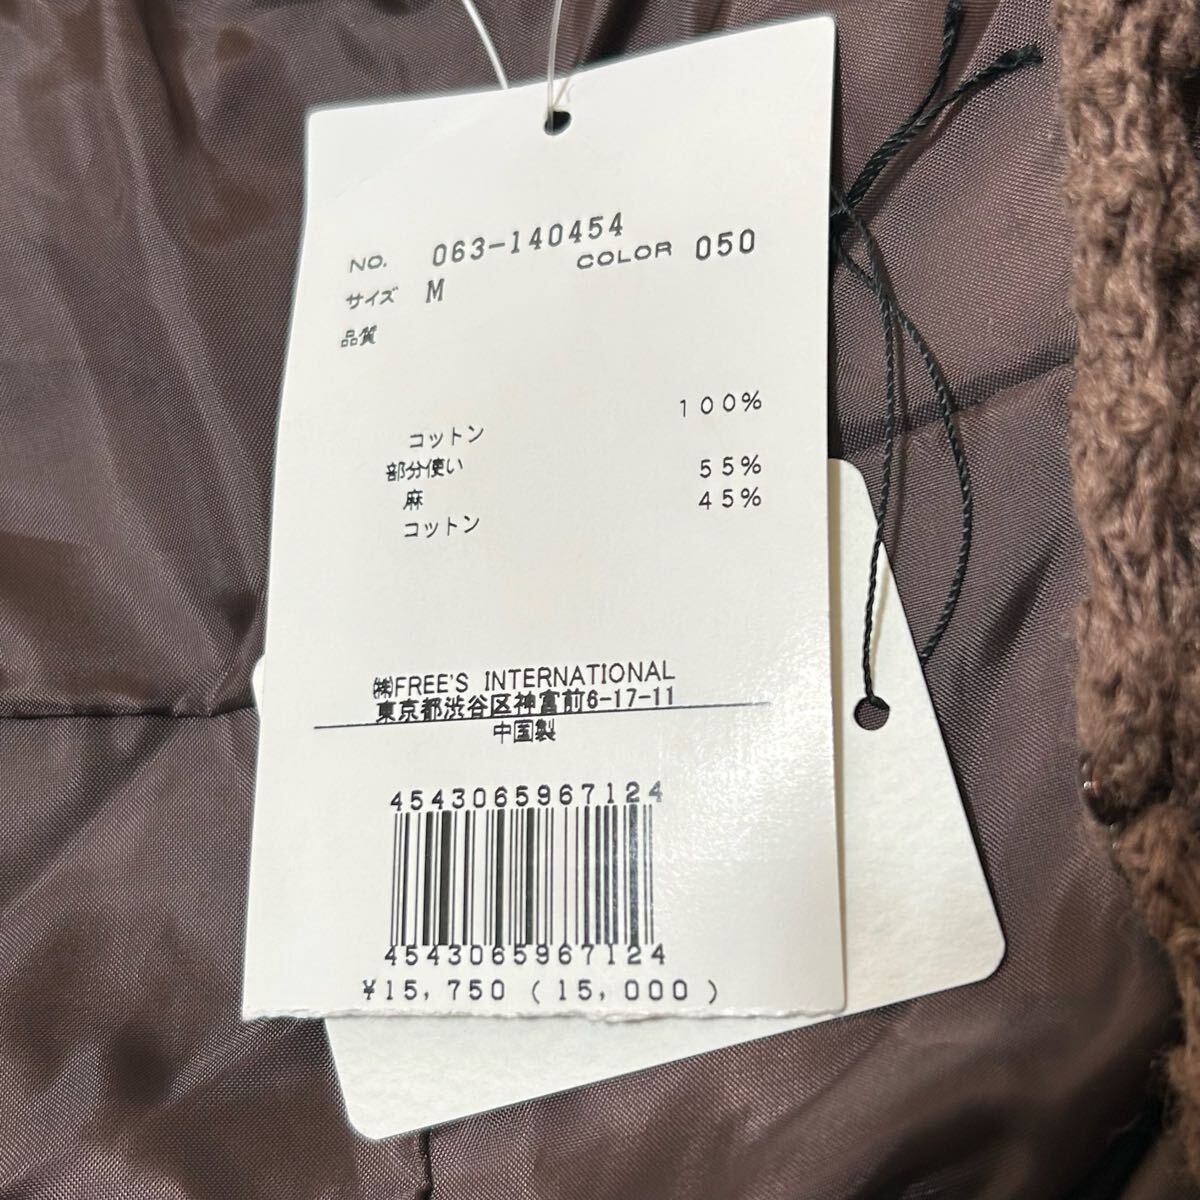 NO. 063-140454
COLOR 050
サイズ M
品質
100%
コットン
部分使い 55%
麻 45%
コットン
㈱FREE'S INTERNATIONAL
東京都渋谷区神宮前6-17-11
中国製
4543065967124
4543065967124
¥15,750 (15,000 )